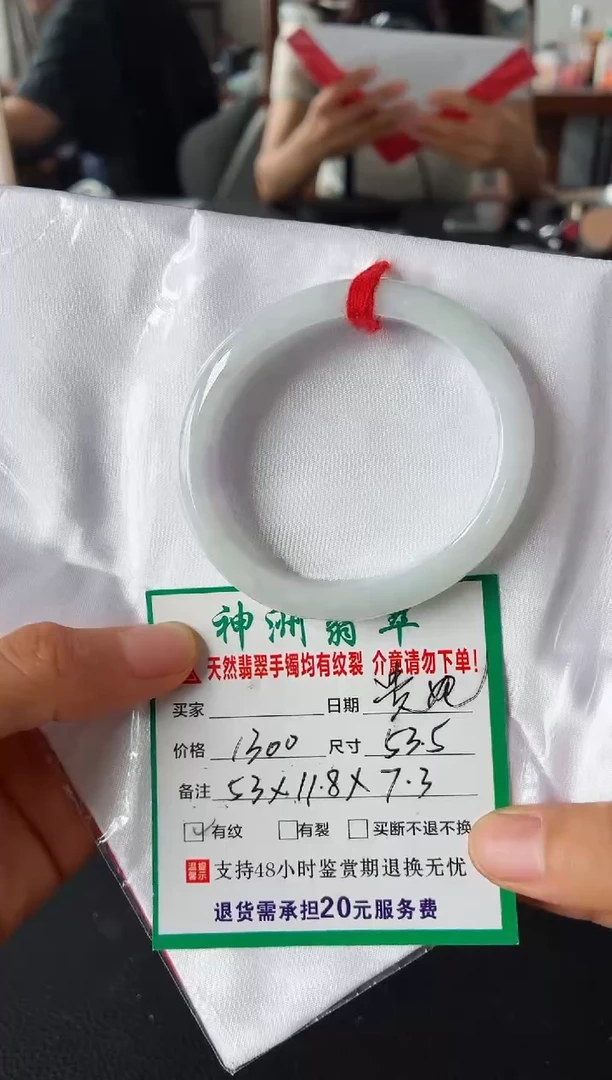 神洲翡翠
天然翡翠手镯均有纹裂 介意请勿下单!
买家 日期 贵妃
价格 1300 尺寸 53.5
备注 53×11.8×7.3
有纹 有裂 买断不退不换
温馨提示 支持48小时鉴赏期退换无忧
退货需承担20元服务费